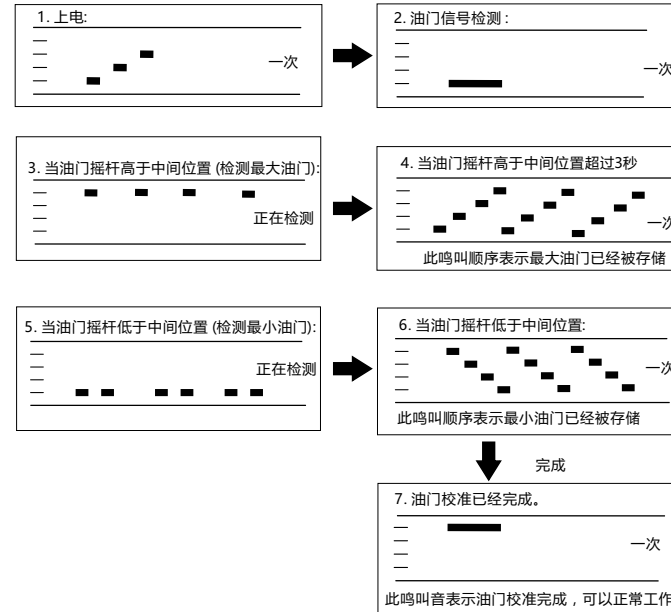 1. 上电:
一次
2. 油门信号检测 :
一次
3. 当油门摇杆高于中间位置 (检测最大油门):
正在检测
4. 当油门摇杆高于中间位置超过3秒
一次
此鸣叫顺序表示最大油门已经被存储
5. 当油门摇杆低于中间位置 (检测最小油门):
正在检测
6. 当油门摇杆低于中间位置:
一次
此鸣叫顺序表示最小油门已经被存储
完成
7. 油门校准已经完成。
一次
此鸣叫音表示油门校准完成 , 可以正常工作